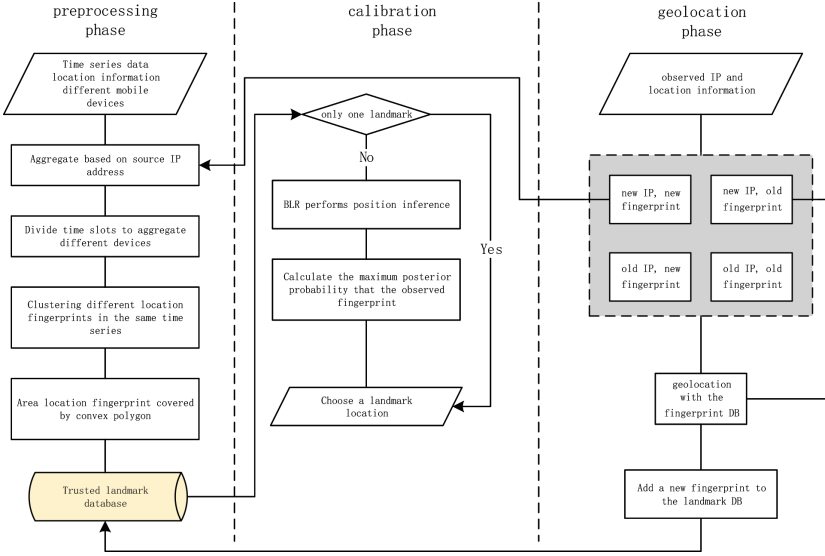 preprocessing
phase
calibration
phase
geolocation
phase
Time series data
location information
different mobile
devices
Aggregate based on source IP
address
Divide time slots to aggregate
different devices
Clustering different location
fingerprints in the same time
series
Area location fingerprint covered
by convex polygon
Trusted landmark
database
only one landmark
No
Yes
BLR performs position inference
Calculate the maximum posterior
probability that the observed
fingerprint
Choose a landmark
location
observed IP and
location information
new IP, new
fingerprint
new IP, old
fingerprint
old IP, new
fingerprint
old IP, old
fingerprint
geolocation
with the
fingerprint DB
Add a new fingerprint to
the landmark DB